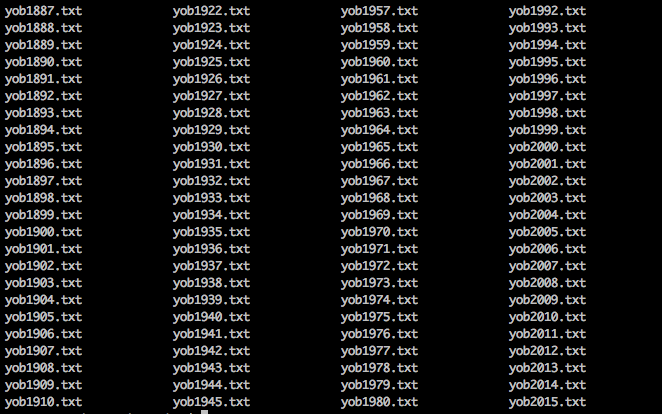 yob1887.txt yob1922.txt yob1957.txt yob1992.txt
yob1888.txt yob1923.txt yob1958.txt yob1993.txt
yob1889.txt yob1924.txt yob1959.txt yob1994.txt
yob1890.txt yob1925.txt yob1960.txt yob1995.txt
yob1891.txt yob1926.txt yob1961.txt yob1996.txt
yob1892.txt yob1927.txt yob1962.txt yob1997.txt
yob1893.txt yob1928.txt yob1963.txt yob1998.txt
yob1894.txt yob1929.txt yob1964.txt yob1999.txt
yob1895.txt yob1930.txt yob1965.txt yob2000.txt
yob1896.txt yob1931.txt yob1966.txt yob2001.txt
yob1897.txt yob1932.txt yob1967.txt yob2002.txt
yob1898.txt yob1933.txt yob1968.txt yob2003.txt
yob1899.txt yob1934.txt yob1969.txt yob2004.txt
yob1900.txt yob1935.txt yob1970.txt yob2005.txt
yob1901.txt yob1936.txt yob1971.txt yob2006.txt
yob1902.txt yob1937.txt yob1972.txt yob2007.txt
yob1903.txt yob1938.txt yob1973.txt yob2008.txt
yob1904.txt yob1939.txt yob1974.txt yob2009.txt
yob1905.txt yob1940.txt yob1975.txt yob2010.txt
yob1906.txt yob1941.txt yob1976.txt yob2011.txt
yob1907.txt yob1942.txt yob1977.txt yob2012.txt
yob1908.txt yob1943.txt yob1978.txt yob2013.txt
yob1909.txt yob1944.txt yob1979.txt yob2014.txt
yob1910.txt yob1945.txt yob1980.txt yob2015.txt